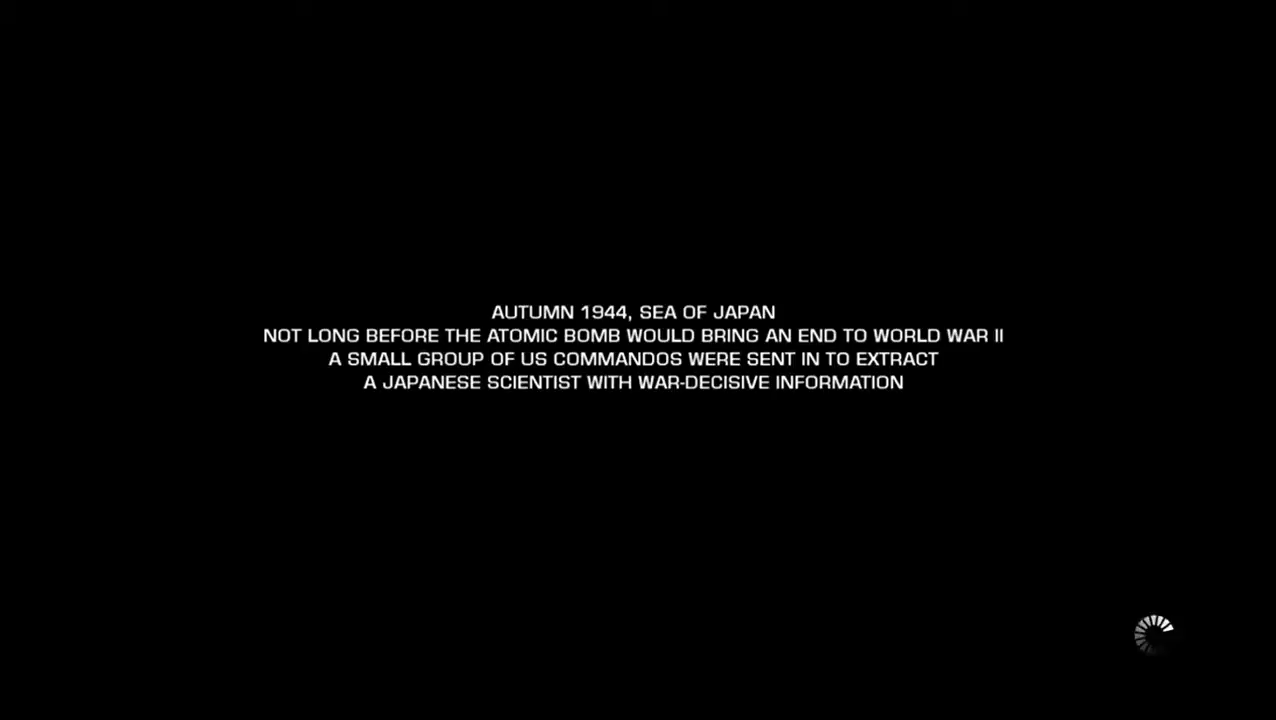 AUTUMN 1944, SEA OF JAPAN
NOT LONG BEFORE THE ATOMIC BOMB WOULD BRING AN END TO WORLD WAR II
A SMALL GROUP OF US COMMANDOS WERE SENT IN TO EXTRACT
A JAPANESE SCIENTIST WITH WAR-DECISIVE INFORMATION